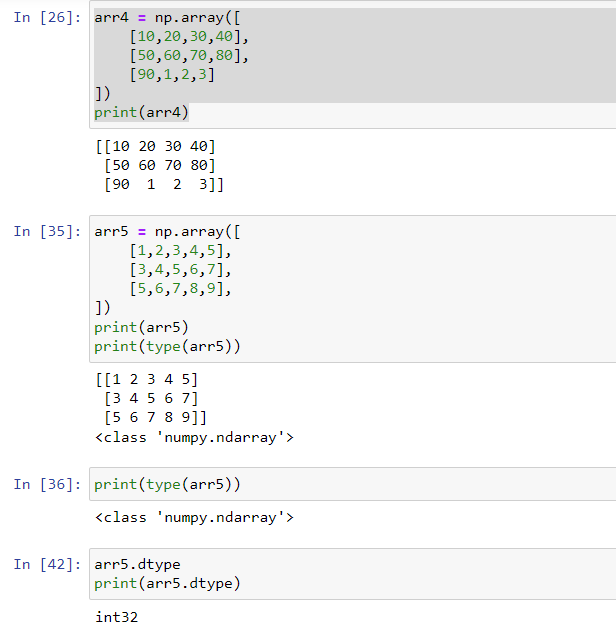 In [26]: arr4 = np.array([
    [10,20,30,40],
    [50,60,70,80],
    [90,1,2,3]
])
print(arr4)
[[10 20 30 40]
 [50 60 70 80]
 [90  1  2  3]]
In [35]: arr5 = np.array([
    [1,2,3,4,5],
    [3,4,5,6,7],
    [5,6,7,8,9],
])
print(arr5)
print(type(arr5))
[[1 2 3 4 5]
 [3 4 5 6 7]
 [5 6 7 8 9]]
<class 'numpy.ndarray'>
In [36]: print(type(arr5))
<class 'numpy.ndarray'>
In [42]: arr5.dtype
print(arr5.dtype)
int32